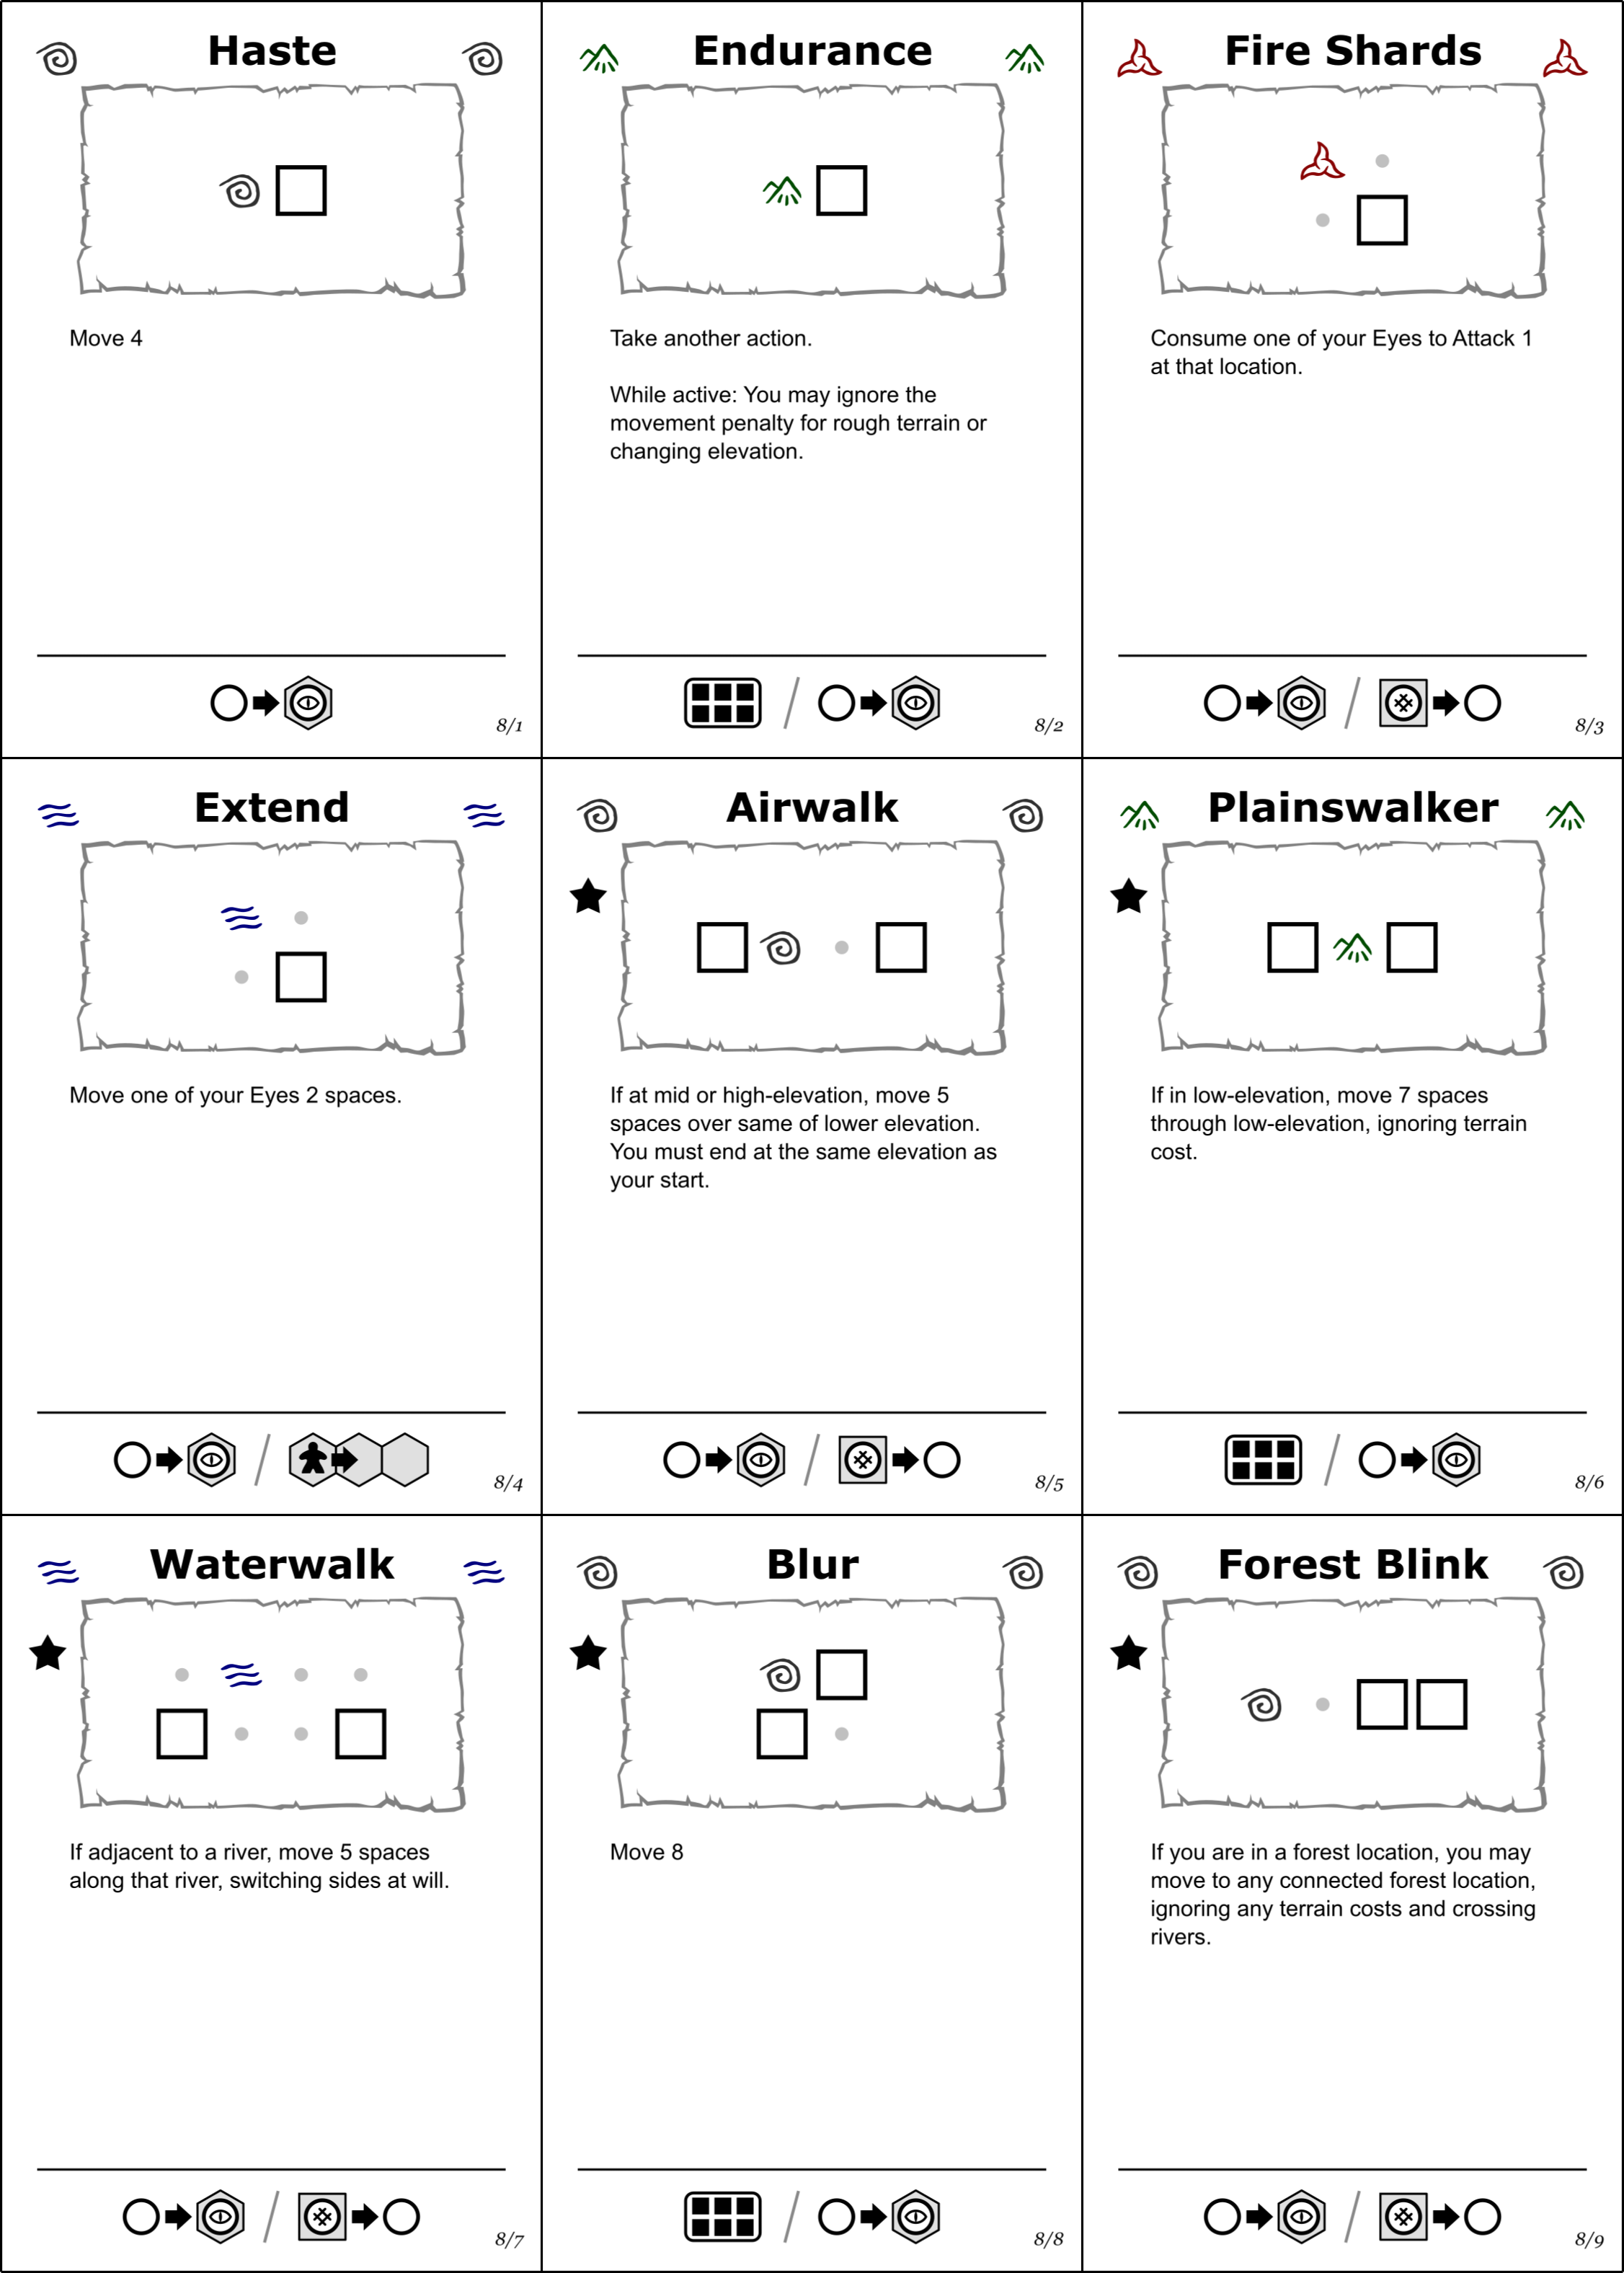 Haste
Move 4
8/1
Endurance
Take another action.
While active: You may ignore the
movement penalty for rough terrain or
changing elevation.
8/2
Fire Shards
Consume one of your Eyes to Attack 1
at that location.
8/3
Extend
Move one of your Eyes 2 spaces.
8/4
Airwalk
If at mid or high-elevation, move 5
spaces over same of lower elevation.
You must end at the same elevation as
your start.
8/5
Plainswalker
If in low-elevation, move 7 spaces
through low-elevation, ignoring terrain
cost.
8/6
Waterwalk
If adjacent to a river, move 5 spaces
along that river, switching sides at will.
8/7
Blur
Move 8
8/8
Forest Blink
If you are in a forest location, you may
move to any connected forest location,
ignoring any terrain costs and crossing
rivers.
8/9